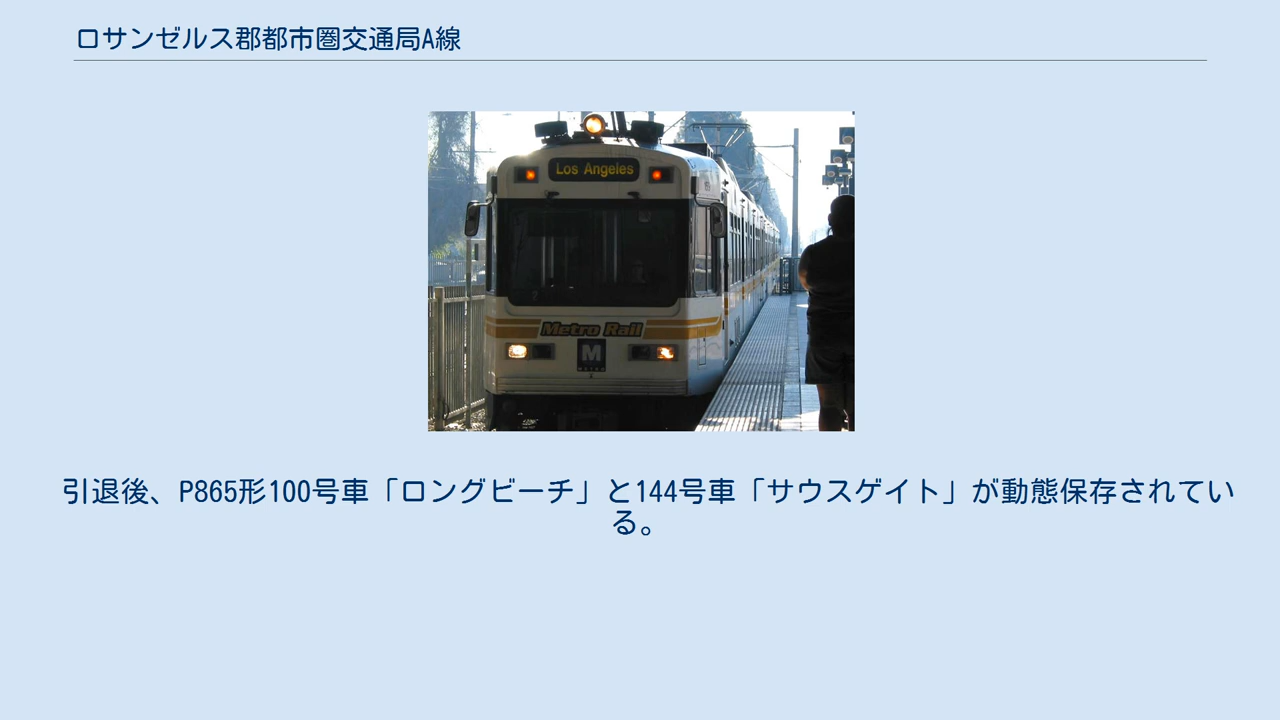 ロサンゼルス郡都市圏交通局A線
Los Angeles
Metro Rail
M
引退後、P865形100号車「ロングビーチ」と144号車「サウスゲイト」が動態保存されてい
る。